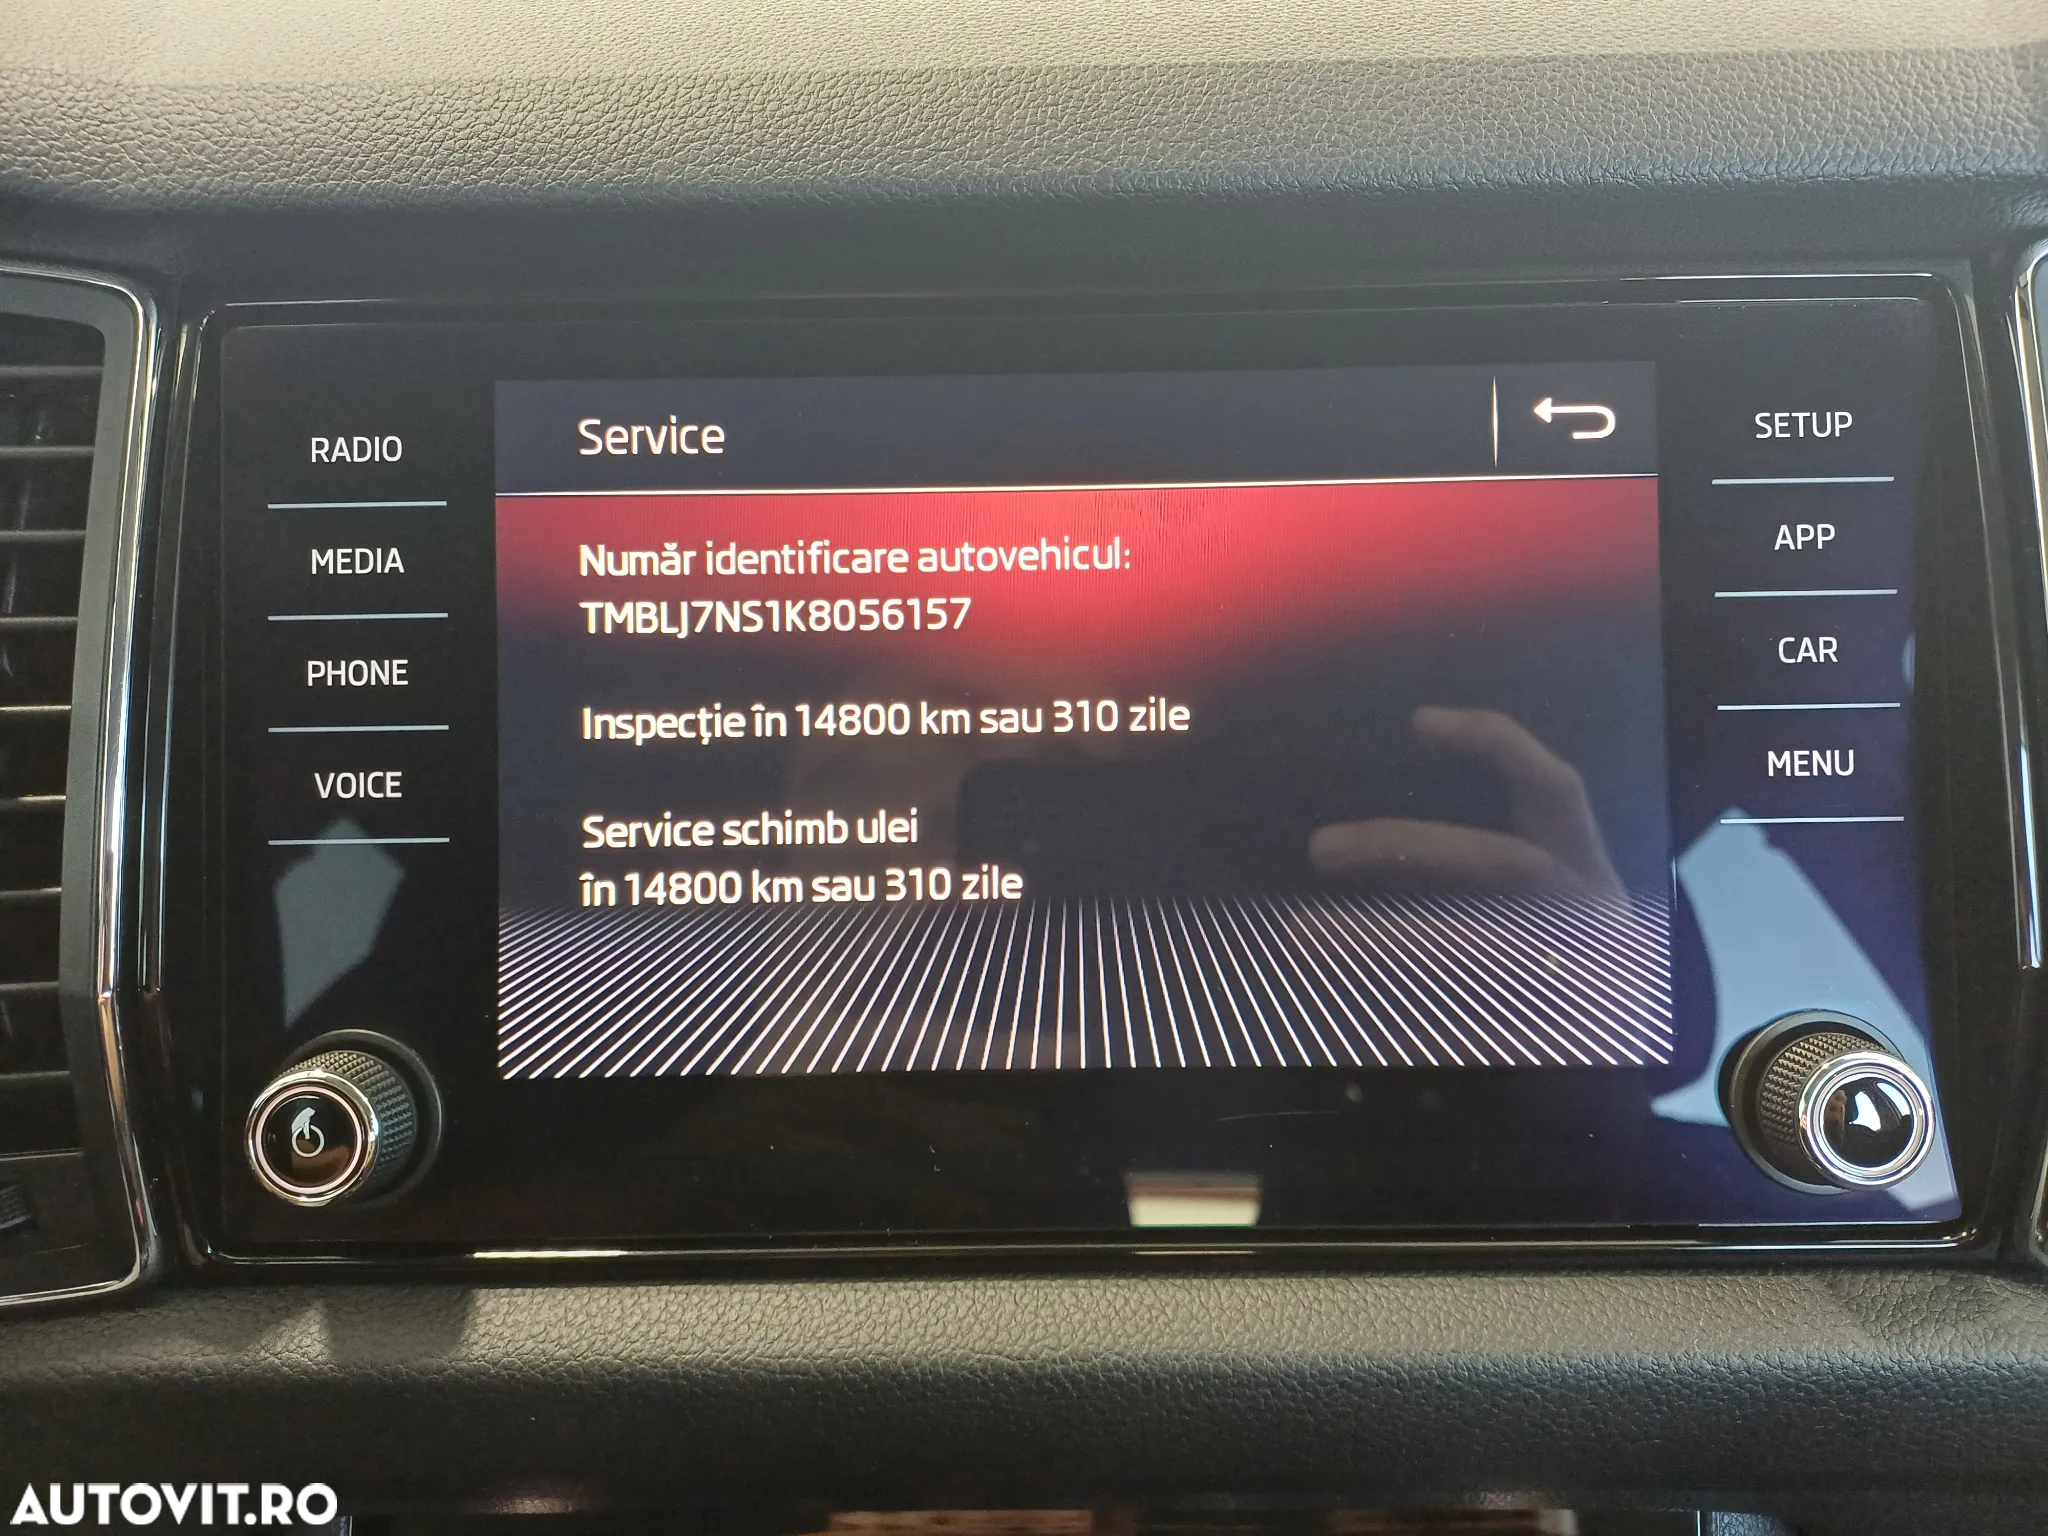 RADIO
MEDIA
PHONE
VOICE
Service
Număr identificare autovehicul:
TMBLJ7NS1K8056157
Inspecție în 14800 km sau 310 zile
Service schimb ulei
în 14800 km sau 310 zile
SETUP
APP
CAR
MENU
AUTOVIT.RO